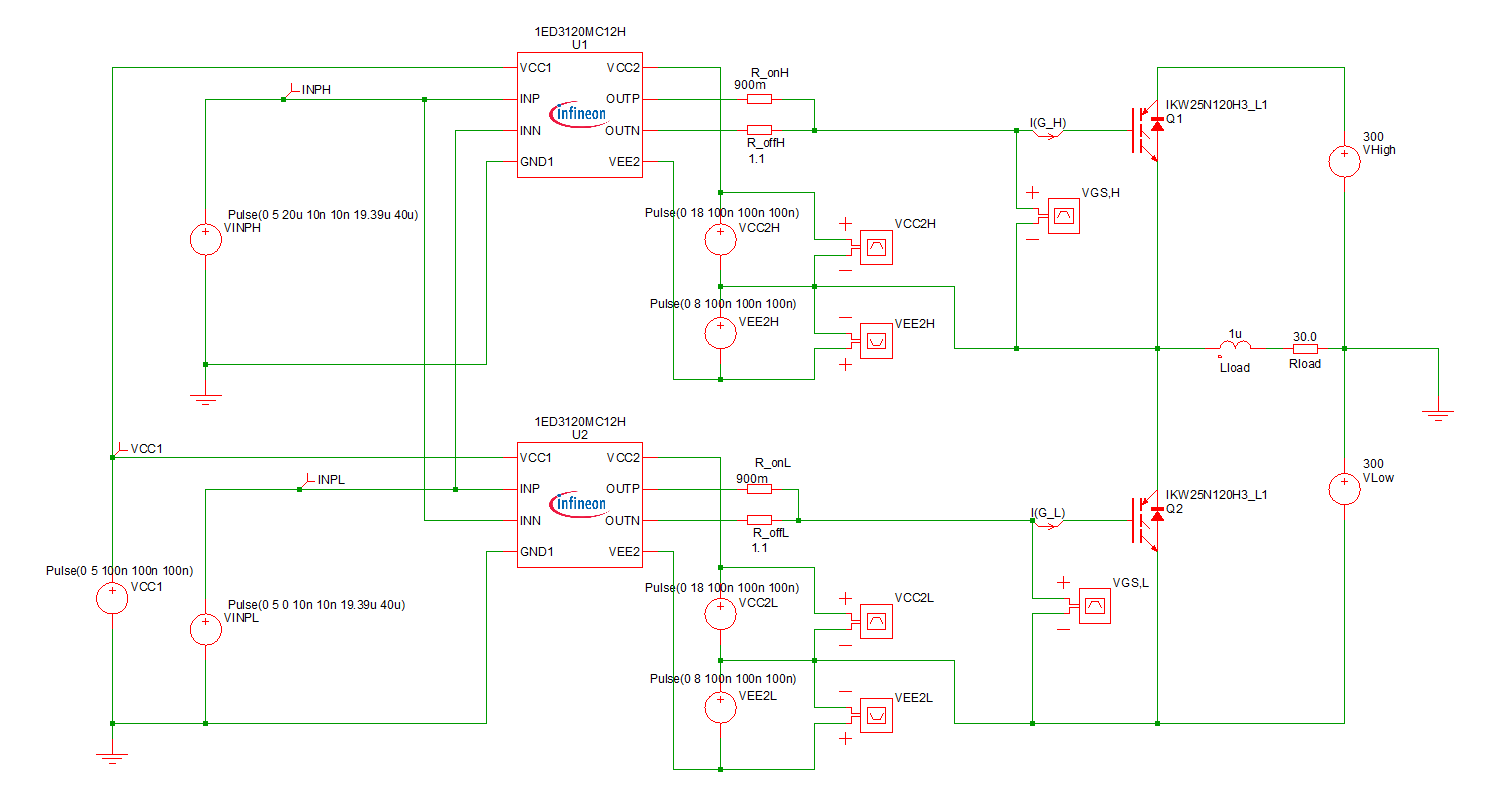 1ED3120MC12H
U1
VCC1
VCC2
R_onH
900m
INPH
INP
OUTP
infineon
INN
OUTN
R_offH
1.1
GND1
VEE2
I(G_H)
IKW25N120H3_L1
Q1
300
VHigh
VGS,H
Pulse(0 5 20u 10n 10n 19.39u 40u)
VINPH
Pulse(0 18 100n 100n 100n)
VCC2H
VCC2H
Pulse(0 8 100n 100n 100n)
VEE2H
VEE2H
1u
Lload
30.0
Rload
1ED3120MC12H
U2
VCC1
VCC1
VCC2
R_onL
900m
INPL
INP
OUTP
infineon
INN
OUTN
R_offL
1.1
GND1
VEE2
I(G_L)
IKW25N120H3_L1
Q2
300
VLow
Pulse(0 5 100n 100n 100n)
VCC1
Pulse(0 5 0 10n 10n 19.39u 40u)
VINPL
Pulse(0 18 100n 100n 100n)
VCC2L
VCC2L
VGS,L
Pulse(0 8 100n 100n 100n)
VEE2L
VEE2L